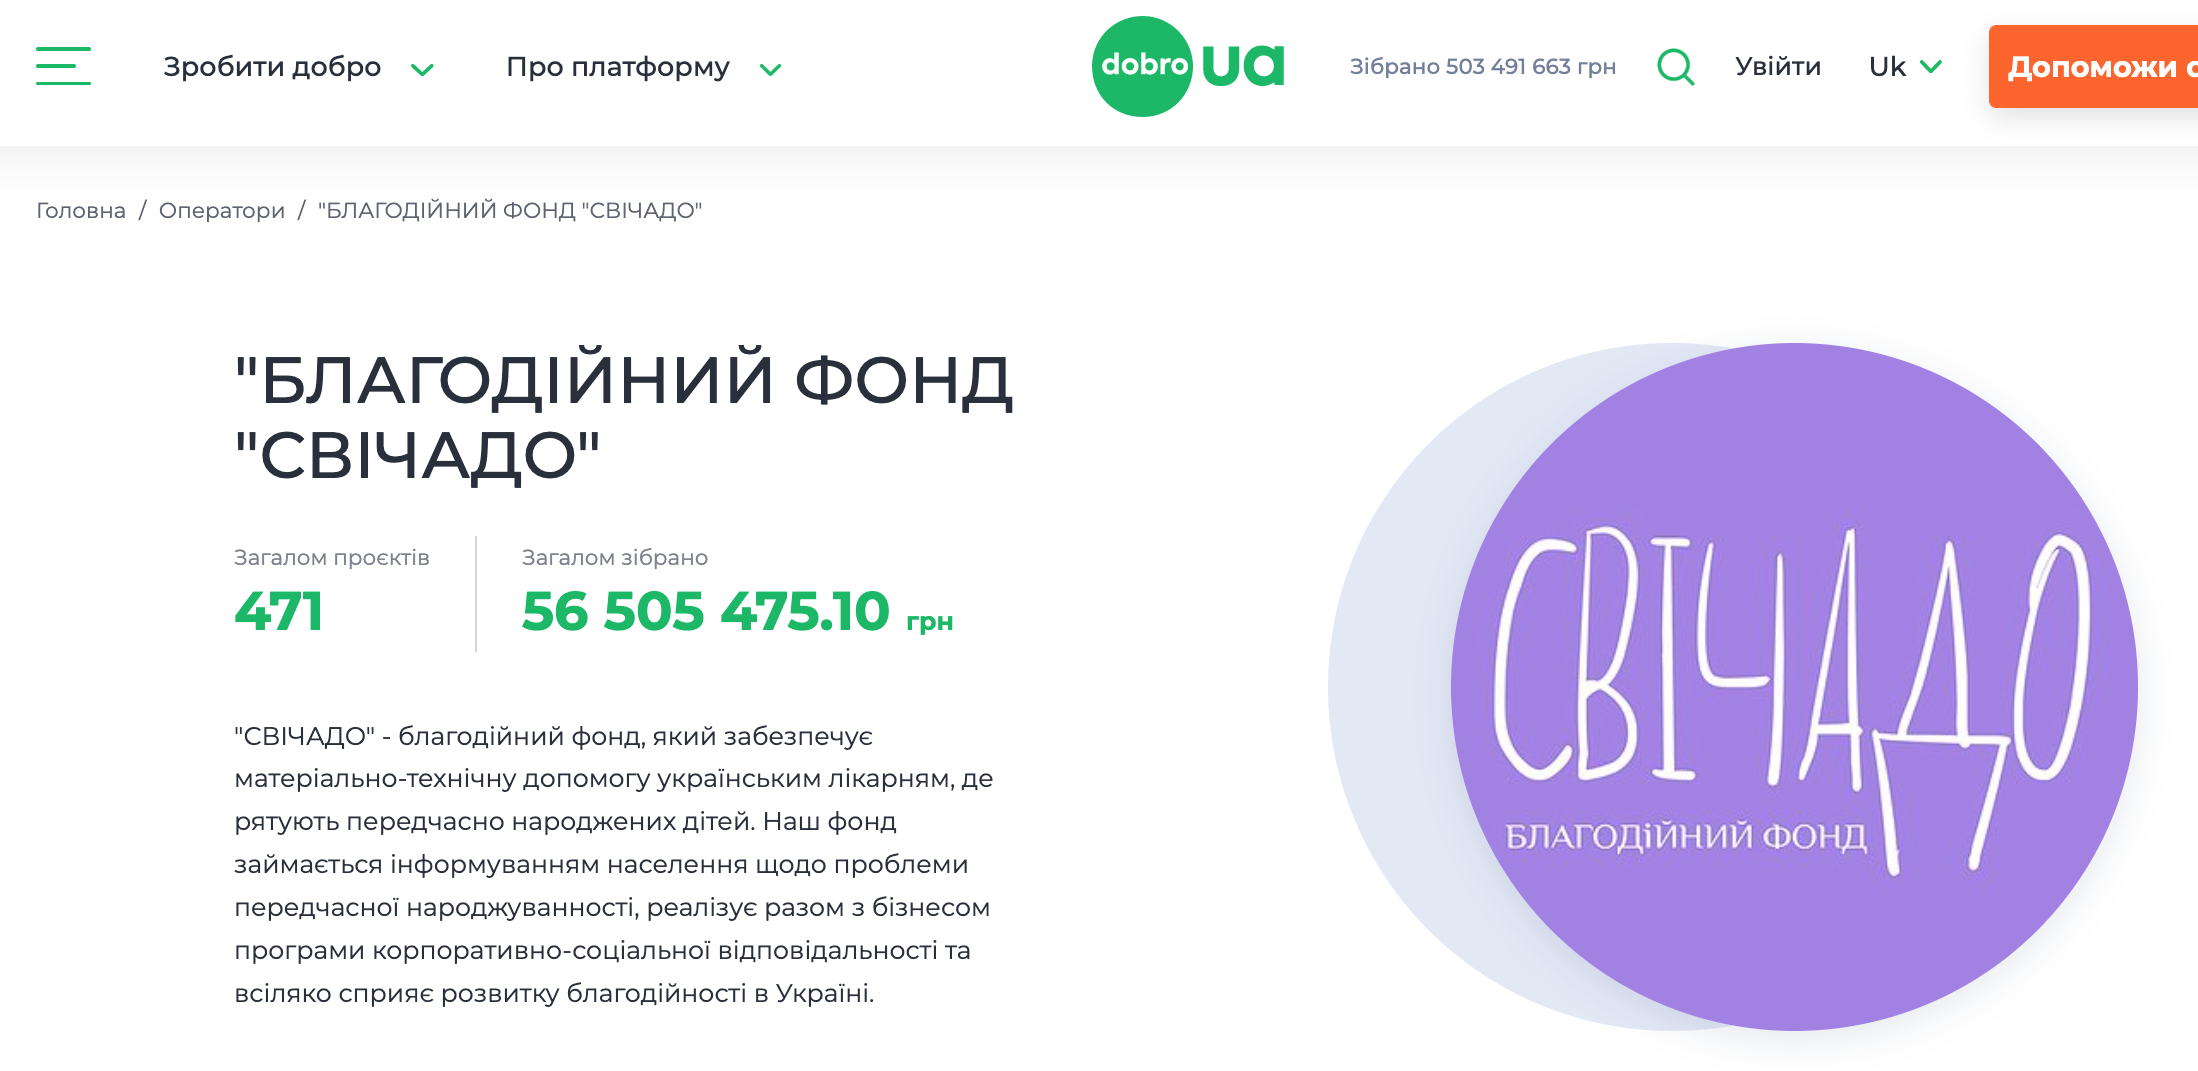 Зробити добро
Про платформу
dobro ua
Зібрано 503 491 663 грн
Увійти
Uk
Допоможи
Головна / Оператори / "БЛАГОДІЙНИЙ ФОНД "СВІЧАДО"
"БЛАГОДІЙНИЙ ФОНД
"СВІЧАДО"
Загалом проєктів
471
Загалом зібрано
56 505 475.10 грн
"СВІЧАДО" - благодійний фонд, який забезпечує
матеріально-технічну допомогу українським лікарням, де
рятують передчасно народжених дітей. Наш фонд
займається інформуванням населення щодо проблеми
передчасної народжуванності, реалізує разом з бізнесом
програми корпоративно-соціальної відповідальності та
всіляко сприяє розвитку благодійності в Україні.
СВІЧАДО
БЛАГОДІЙНИЙ ФОНД